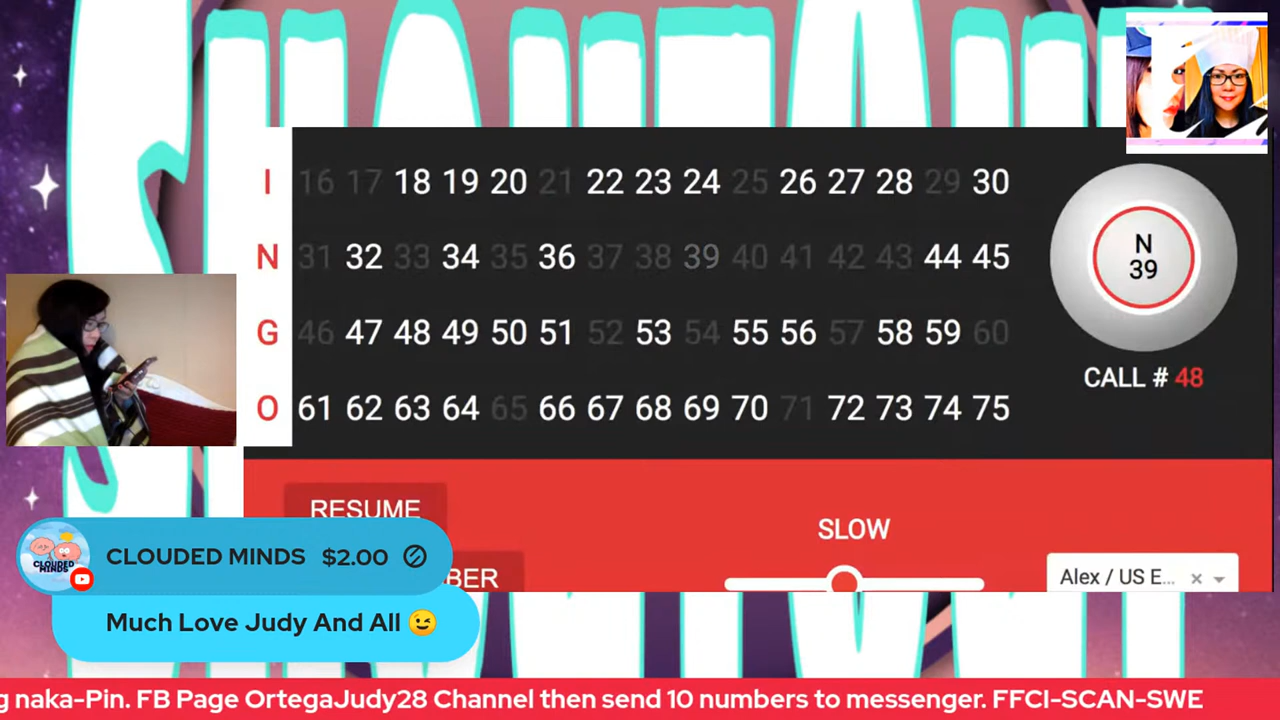 I 16 17 18 19 20 21 22 23 24 25 26 27 28 29 30
N 31 32 33 34 35 36 37 38 39 40 41 42 43 44 45
G 46 47 48 49 50 51 52 53 54 55 56 57 58 59 60
O 61 62 63 64 65 66 67 68 69 70 71 72 73 74 75
N
39
CALL # 48
RESUME
SLOW
BER
Alex / US E...
CLOUDED MINDS $2.00
CLOUDED
MINDS
Much Love Judy And All 😉
g naka-Pin. FB Page OrtegaJudy28 Channel then send 10 numbers to messenger. FFCI-SCAN-SWE